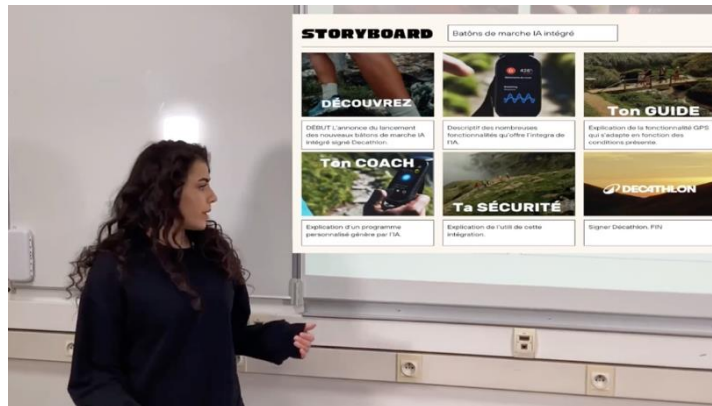 STORYBOARD
Batôns de marche IA intégré
DÉCOUVREZ
Ton GUIDE
DÉBUT L'annonce du lancement
des nouveaux bâtons de marche IA
intégré signé Decathlon.
Descriptif des nombreuses
fonctionnalités qu'offre l'integra de
l'IA.
Explication de la fonctionnalité GPS
qui s'adapte en fonction des
conditions présente.
Ton COACH
Ta SÉCURITÉ
DECATHLON
Explication d'un programme
personnalisé génère par l'IA.
Explication de l'util de cette
intégration.
Signer Décathlon. FIN